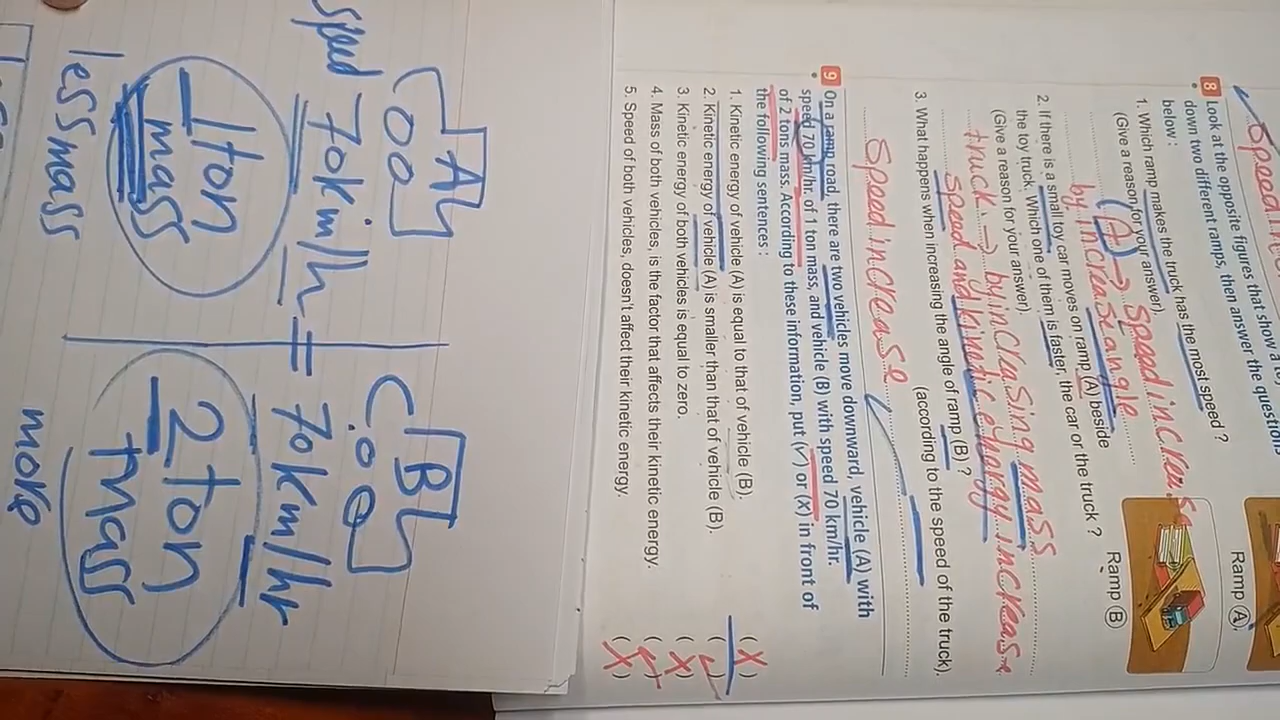 Speed inc
8 Look at the opposite figures that show a
down two different ramps, then answer the questions
below :
1. Which ramp makes the truck has the most speed ?
(Give a reason for your answer).
(A) → Speed increase
by increase angle
Ramp A
Ramp B
2. If there is a small toy car moves on ramp (A) beside
the toy truck. Which one of them is faster, the car or the truck ?
(Give a reason for your answer).
truck. → by increasing mass
speed and kinetic energy increase
3. What happens when increasing the angle of ramp (B) ?
(according to the speed of the truck).
Speed increase
9 On a ramp road, there are two vehicles move downward, vehicle (A) with
speed 70 km/hr. of 1 ton mass, and vehicle (B) with speed 70 km/hr.
of 2 tons mass. According to these information, put (✓) or (x) in front of
the following sentences :
1. Kinetic energy of vehicle (A) is equal to that of vehicle (B). (X)
2. Kinetic energy of vehicle (A) is smaller than that of vehicle (B). (✓)
3. Kinetic energy of both vehicles is equal to zero. (X)
4. Mass of both vehicles, is the factor that affects their kinetic energy.
5. Speed of both vehicles, doesn't affect their kinetic energy. (X)
A B
speed 70km/h = 70km/hr
1 ton 2 ton
mass mass
less mass more